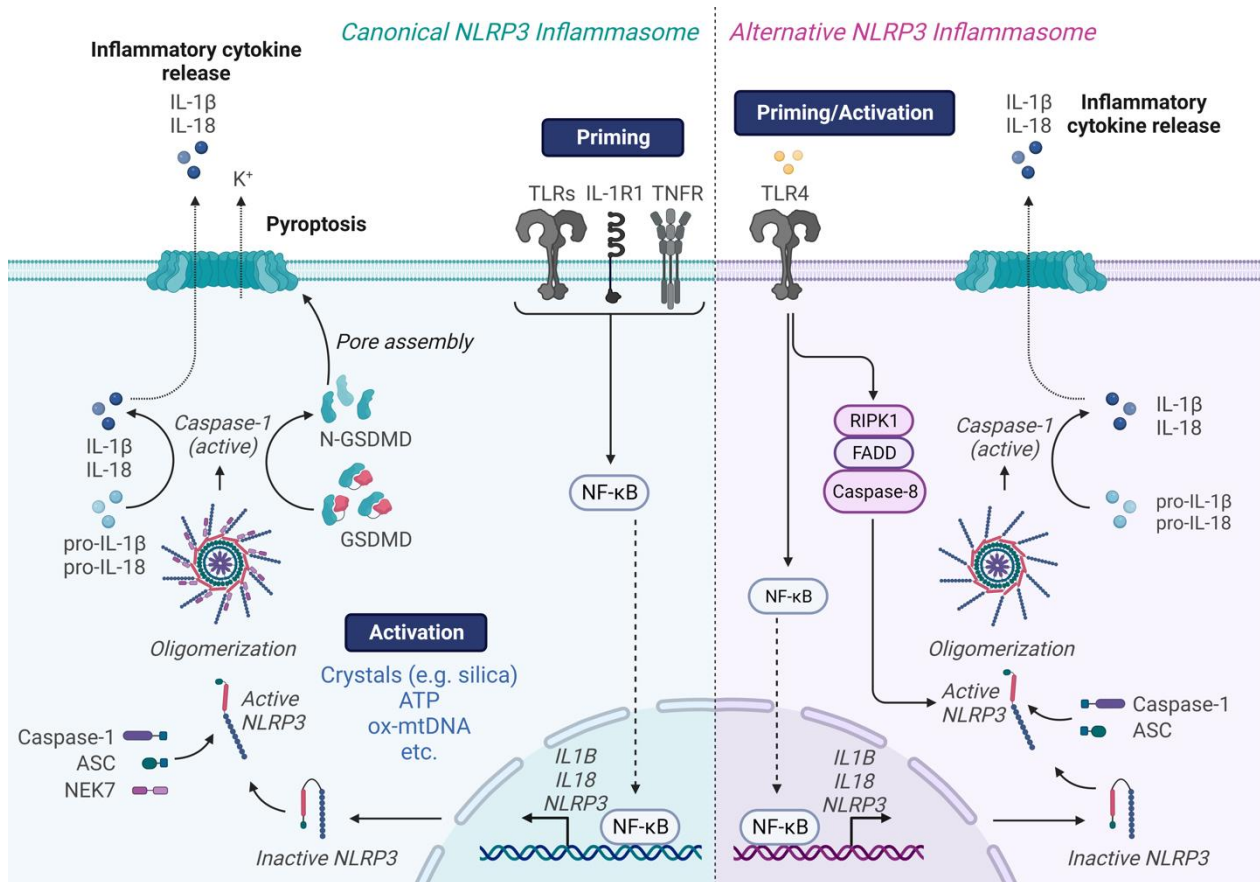 Canonical NLRP3 Inflammasome
Inflammatory cytokine
release
IL-1β
IL-18
K⁺
Pyroptosis
Priming
TLRs IL-1R1 TNFR
Pore assembly
N-GSDMD
GSDMD
IL-1β
IL-18
Caspase-1
(active)
pro-IL-1β
pro-IL-18
NF-κB
Oligomerization
Activation
Crystals (e.g. silica)
ATP
ox-mtDNA
etc.
Active
NLRP3
Caspase-1
ASC
NEK7
Inactive NLRP3
IL1B
IL18
NLRP3
NF-κB
Alternative NLRP3 Inflammasome
Priming/Activation
TLR4
IL-1β
IL-18
Inflammatory
cytokine release
RIPK1
FADD
Caspase-8
NF-κB
Caspase-1
(active)
IL-1β
IL-18
pro-IL-1β
pro-IL-18
Oligomerization
Active
NLRP3
Caspase-1
ASC
IL1B
IL18
NLRP3
NF-κB
Inactive NLRP3